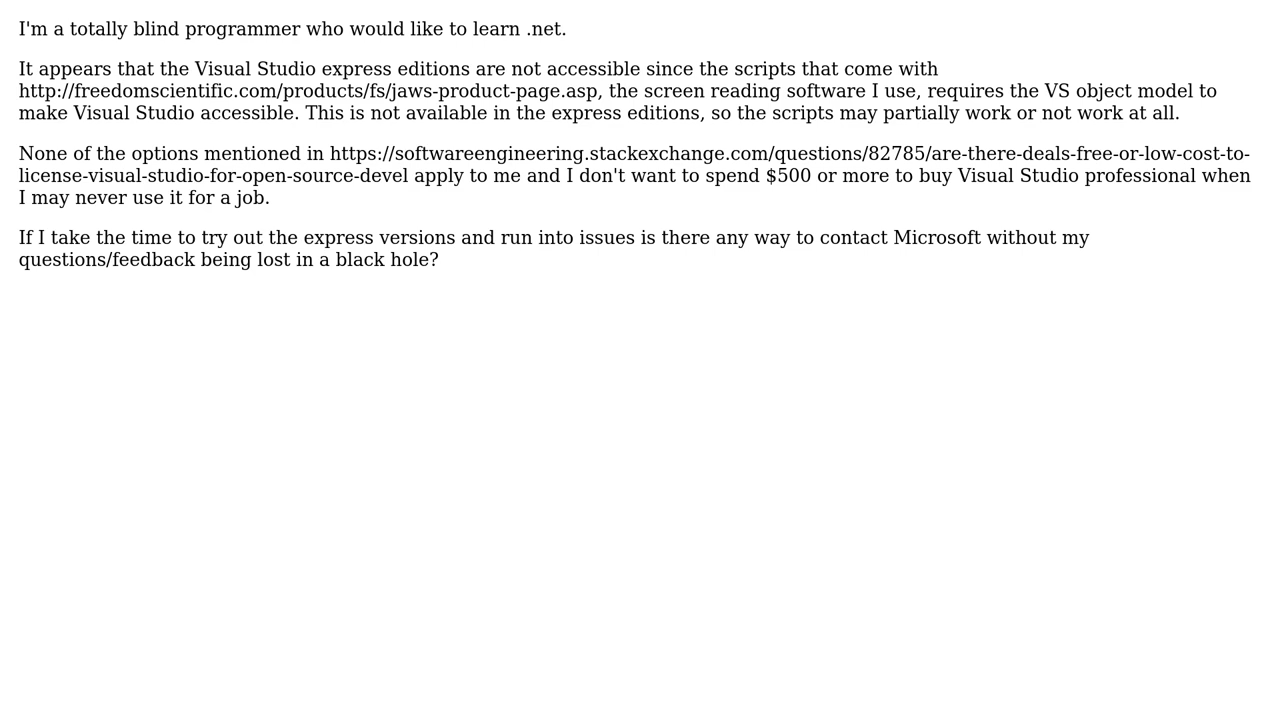 I'm a totally blind programmer who would like to learn .net.
It appears that the Visual Studio express editions are not accessible since the scripts that come with
http://freedomscientific.com/products/fs/jaws-product-page.asp, the screen reading software I use, requires the VS object model to
make Visual Studio accessible. This is not available in the express editions, so the scripts may partially work or not work at all.
None of the options mentioned in https://softwareengineering.stackexchange.com/questions/82785/are-there-deals-free-or-low-cost-to-
license-visual-studio-for-open-source-devel apply to me and I don't want to spend $500 or more to buy Visual Studio professional when
I may never use it for a job.
If I take the time to try out the express versions and run into issues is there any way to contact Microsoft without my
questions/feedback being lost in a black hole?